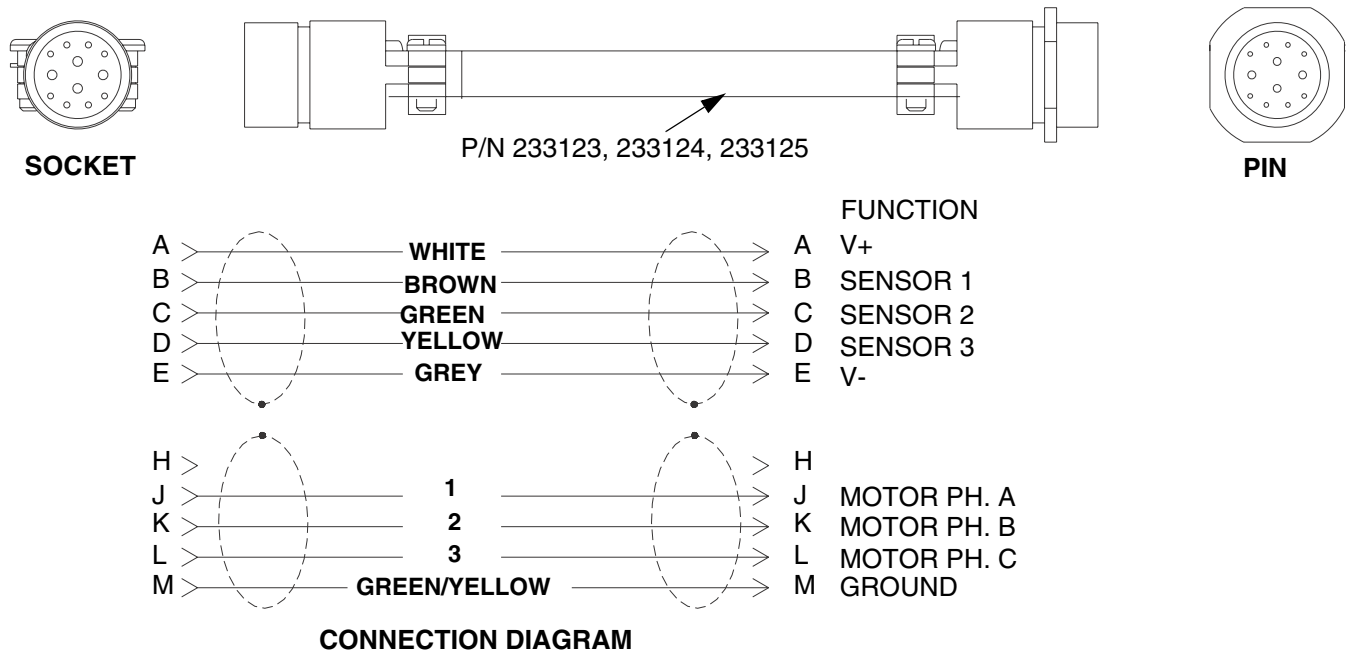 SOCKET
P/N 233123, 233124, 233125
PIN
FUNCTION
A WHITE A V+
B BROWN B SENSOR 1
C GREEN C SENSOR 2
D YELLOW D SENSOR 3
E GREY E V-
H H
J 1 J MOTOR PH. A
K 2 K MOTOR PH. B
L 3 L MOTOR PH. C
M GREEN/YELLOW M GROUND
CONNECTION DIAGRAM